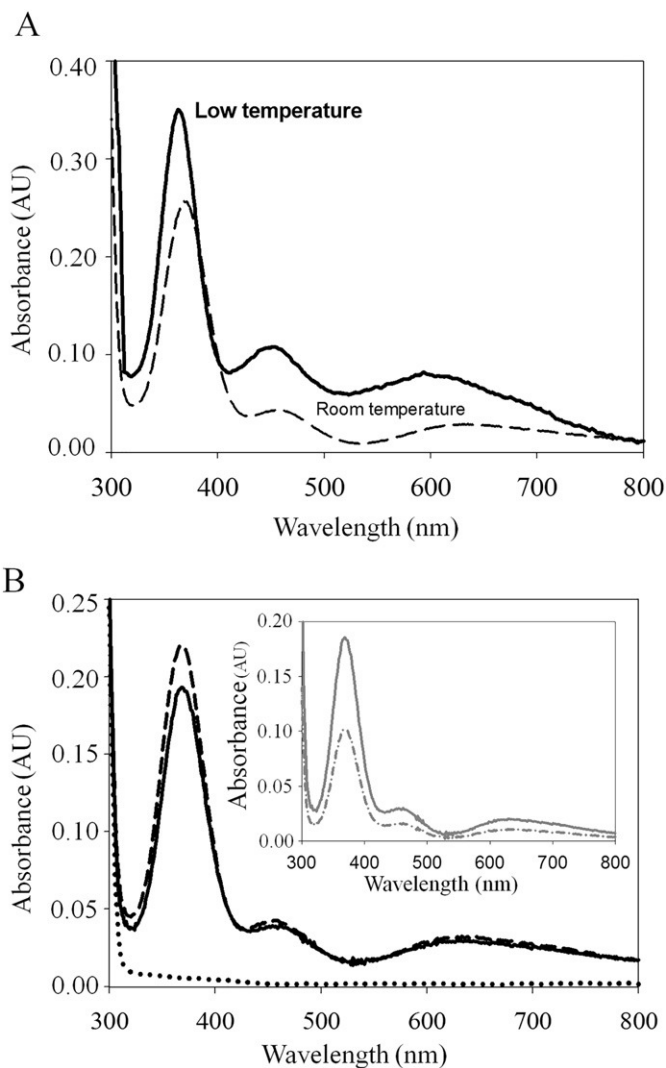 A
0.40
0.30
0.20
0.10
0.00
Absorbance (AU)
Low temperature
Room temperature
300 400 500 600 700 800
Wavelength (nm)
B
0.25
0.20
0.15
0.10
0.05
0.00
Absorbance (AU)
0.20
0.15
0.10
0.05
0.00
Absorbance(AU)
300 400 500 600 700 800
Wavelength (nm)
300 400 500 600 700 800
Wavelength (nm)